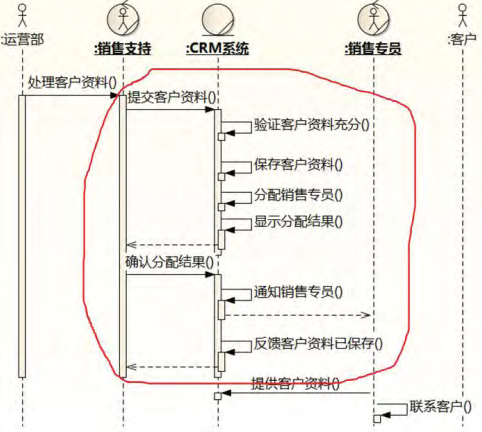 :运营部
:销售支持
:CRM系统
:销售专员
:客户
处理客户资料()
提交客户资料()
验证客户资料充分()
保存客户资料()
分配销售专员()
显示分配结果()
确认分配结果()
通知销售专员()
反馈客户资料已保存()
提供客户资料()
联系客户()